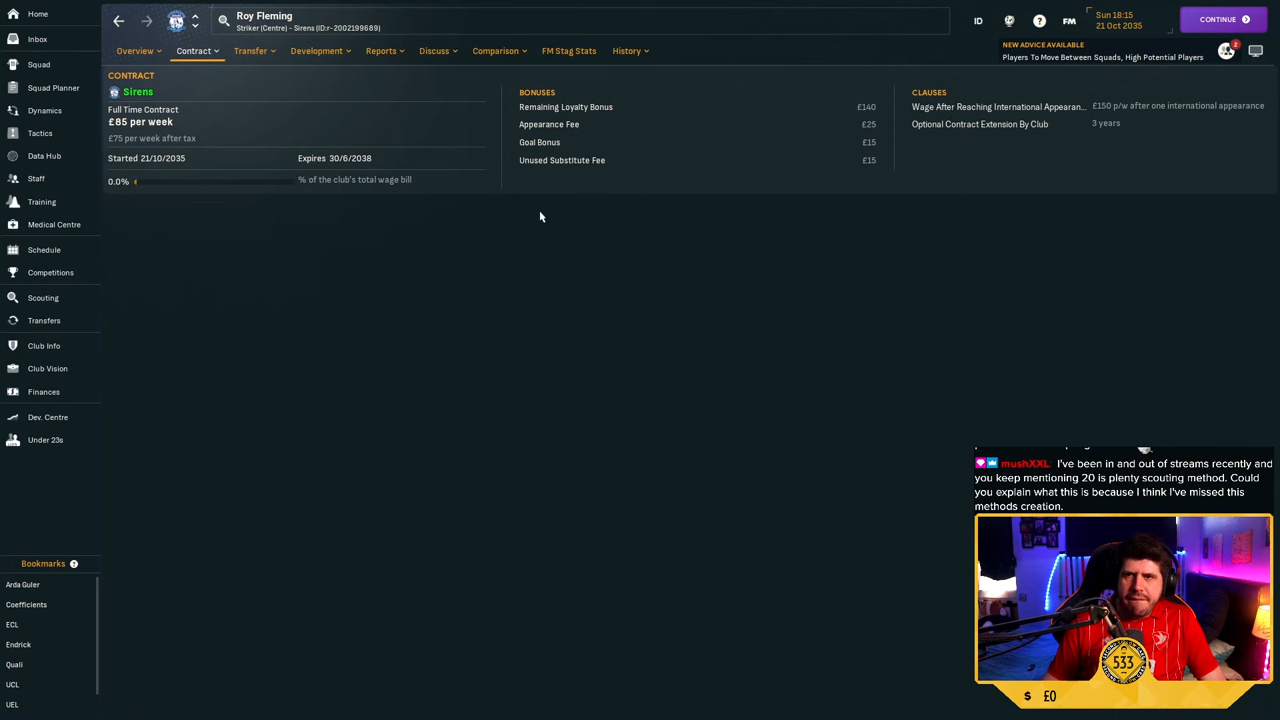 Home
Inbox
Squad
Squad Planner
Dynamics
Tactics
Data Hub
Staff
Training
Medical Centre
Schedule
Competitions
Scouting
Transfers
Club Info
Club Vision
Finances
Dev. Centre
Under 23s
Bookmarks ?
Arda Guler
Coefficients
ECL
Endrick
Quali
UCL
UEL
Roy Fleming
Striker (Centre) - Sirens (ID:r-2002199689)
ID
?
FM
Sun 18:15
21 Oct 2035
CONTINUE
Overview
Contract
Transfer
Development
Reports
Discuss
Comparison
FM Stag Stats
History
NEW ADVICE AVAILABLE
Players To Move Between Squads, High Potential Players
2
CONTRACT
Sirens
Full Time Contract
£85 per week
£75 per week after tax
Started 21/10/2035
Expires 30/6/2038
0.0%
% of the club's total wage bill
BONUSES
Remaining Loyalty Bonus £140
Appearance Fee £25
Goal Bonus £15
Unused Substitute Fee £15
CLAUSES
Wage After Reaching International Appearan... £150 p/w after one international appearance
Optional Contract Extension By Club 3 years
mushXXL: I've been in and out of streams recently and
you keep mentioning 20 is plenty scouting method. Could
you explain what this is because I think I've missed this
methods creation.
533
$ £0